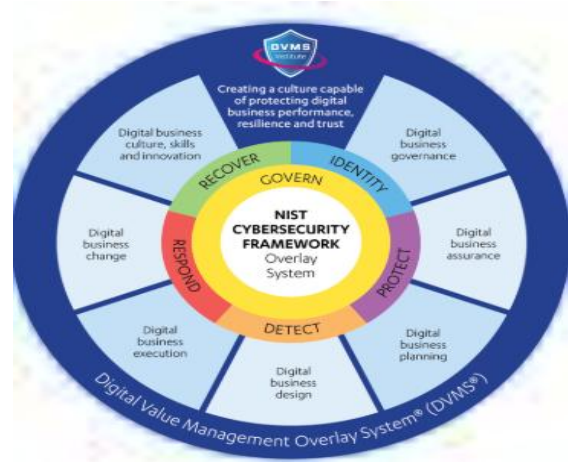 DVMS
Institute
Creating a culture capable
of protecting digital
business performance,
resilience and trust
Digital business
culture, skills
and innovation
Digital
business
governance
RECOVER
IDENTITY
GOVERN
NIST
CYBERSECURITY
FRAMEWORK
Overlay
System
Digital
business
change
Digital
business
assurance
RESPOND
PROTECT
DETECT
Digital
business
execution
Digital
business
planning
Digital
business
design
Digital Value Management Overlay System® (DVMS®)